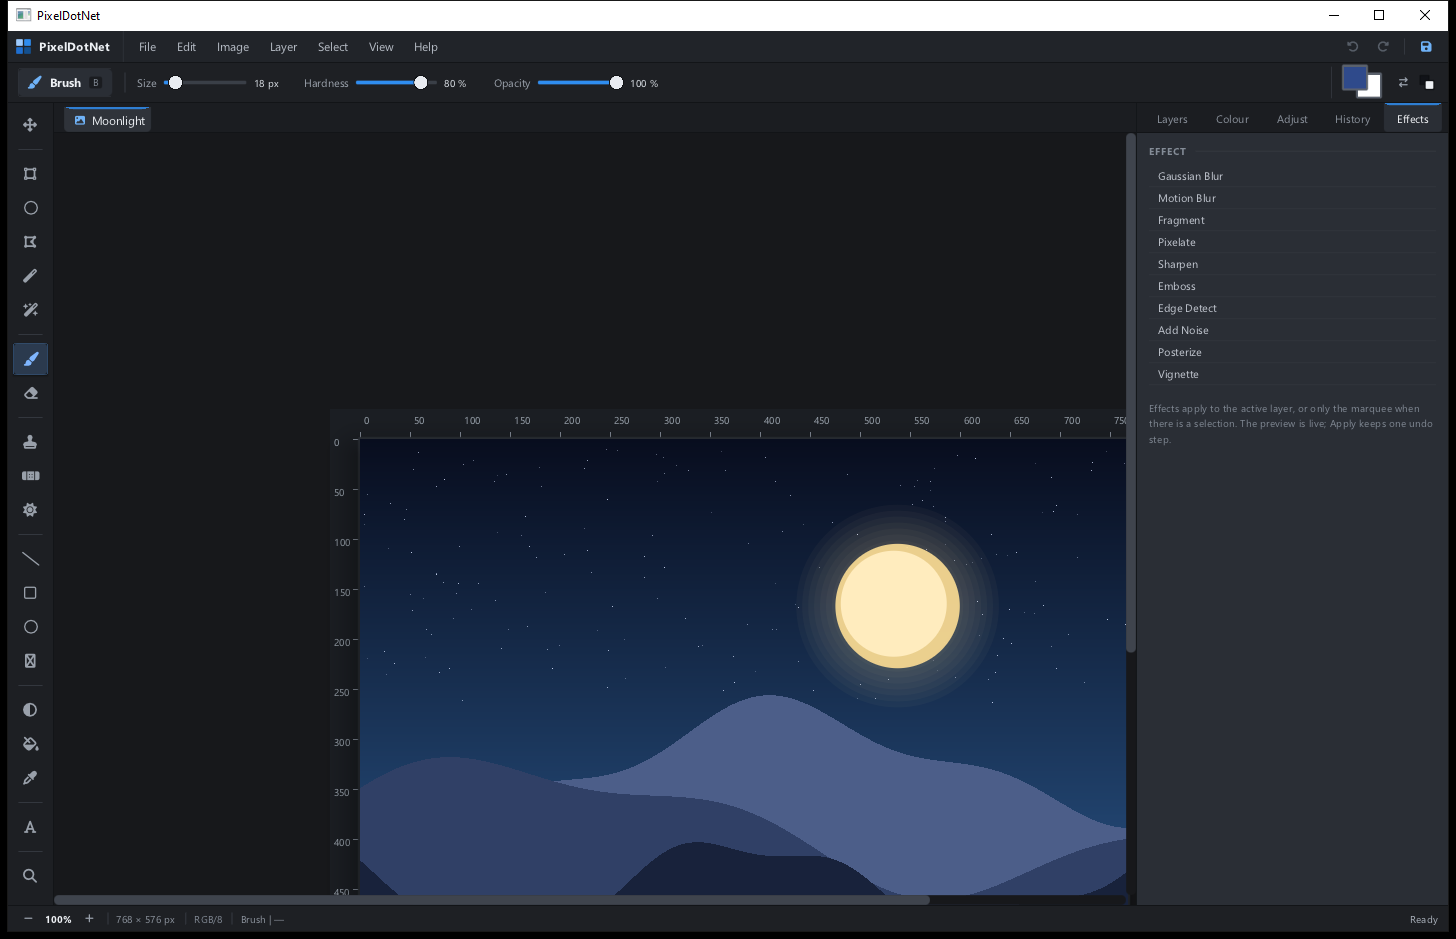 PixelDotNet
PixelDotNet File Edit Image Layer Select View Help
Brush B Size 18 px Hardness 80 % Opacity 100 %
Moonlight
Layers Colour Adjust History Effects
EFFECT
Gaussian Blur
Motion Blur
Fragment
Pixelate
Sharpen
Emboss
Edge Detect
Add Noise
Posterize
Vignette
Effects apply to the active layer, or only the marquee when
there is a selection. The preview is live; Apply keeps one undo
step.
0 50 100 150 200 250 300 350 400 450 500 550 600 650 700 750
0
50
100
150
200
250
300
350
400
450
A
− 100% + 768 × 576 px RGB/8 Brush | — Ready